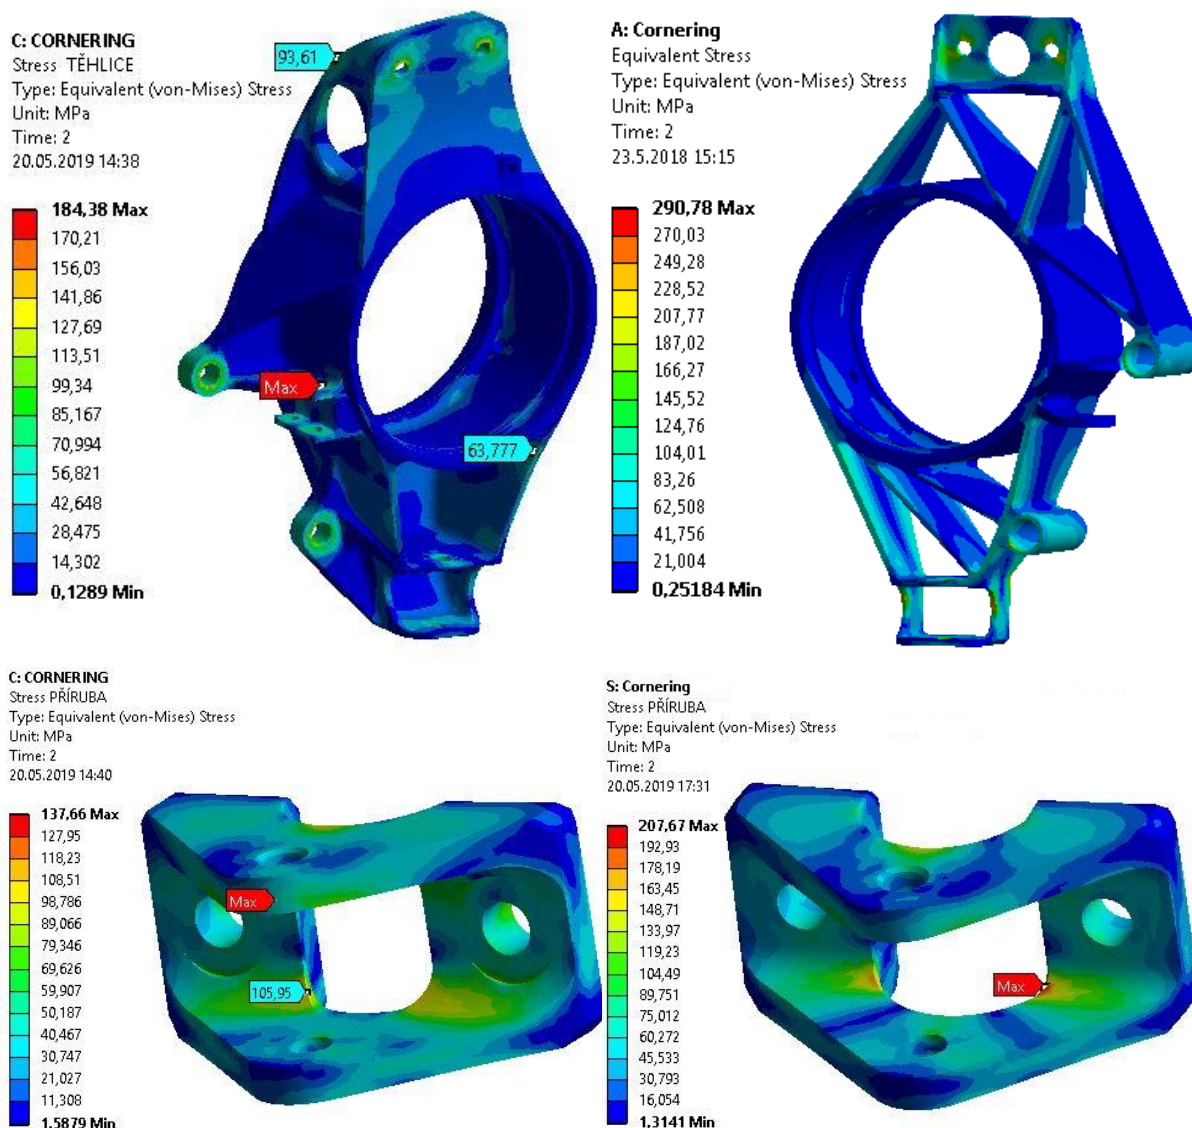 C: CORNERING
Stress TĚHLICE
Type: Equivalent (von-Mises) Stress
Unit: MPa
Time: 2
20.05.2019 14:38
184,38 Max
170,21
156,03
141,86
127,69
113,51
99,34
85,167
70,994
56,821
42,648
28,475
14,302
0,1289 Min
93,61
Max
63,777
A: Cornering
Equivalent Stress
Type: Equivalent (von-Mises) Stress
Unit: MPa
Time: 2
23.5.2018 15:15
290,78 Max
270,03
249,28
228,52
207,77
187,02
166,27
145,52
124,76
104,01
83,26
62,508
41,756
21,004
0,25184 Min
C: CORNERING
Stress PŘÍRUBA
Type: Equivalent (von-Mises) Stress
Unit: MPa
Time: 2
20.05.2019 14:40
137,66 Max
127,95
118,23
108,51
98,786
89,066
79,346
69,626
59,907
50,187
40,467
30,747
21,027
11,308
1,5879 Min
Max
105,95
S: Cornering
Stress PŘÍRUBA
Type: Equivalent (von-Mises) Stress
Unit: MPa
Time: 2
20.05.2019 17:31
207,67 Max
192,93
178,19
163,45
148,71
133,97
119,23
104,49
89,751
75,012
60,272
45,533
30,793
16,054
1,3141 Min
Max